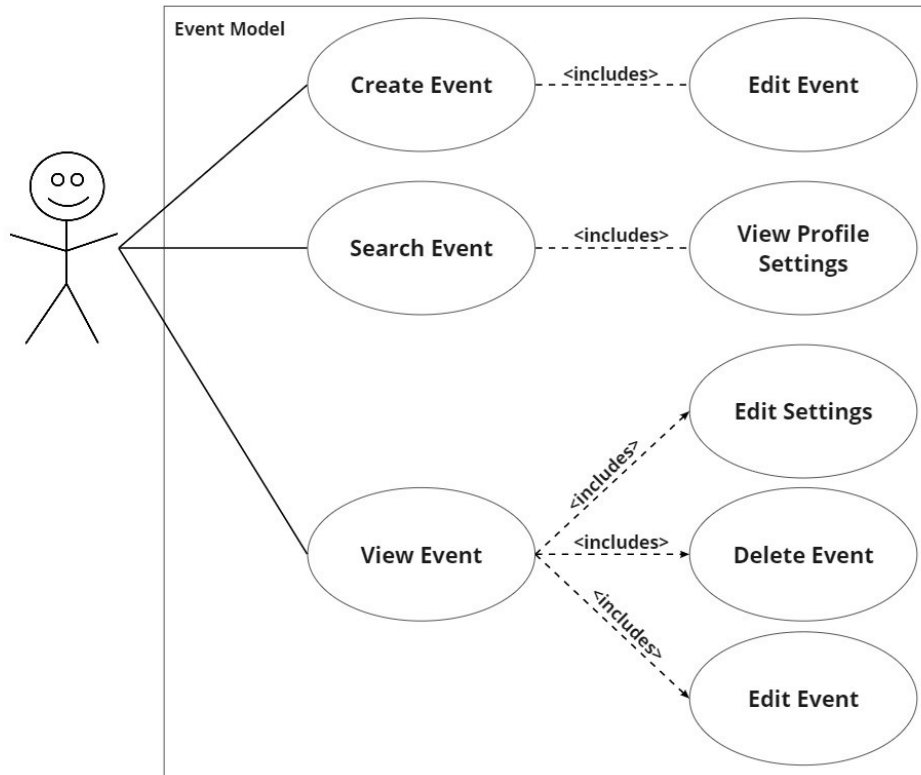 Event Model
Create Event
<includes>
Edit Event
Search Event
<includes>
View Profile
Settings
Edit Settings
<includes>
View Event
<includes>
Delete Event
<includes>
Edit Event